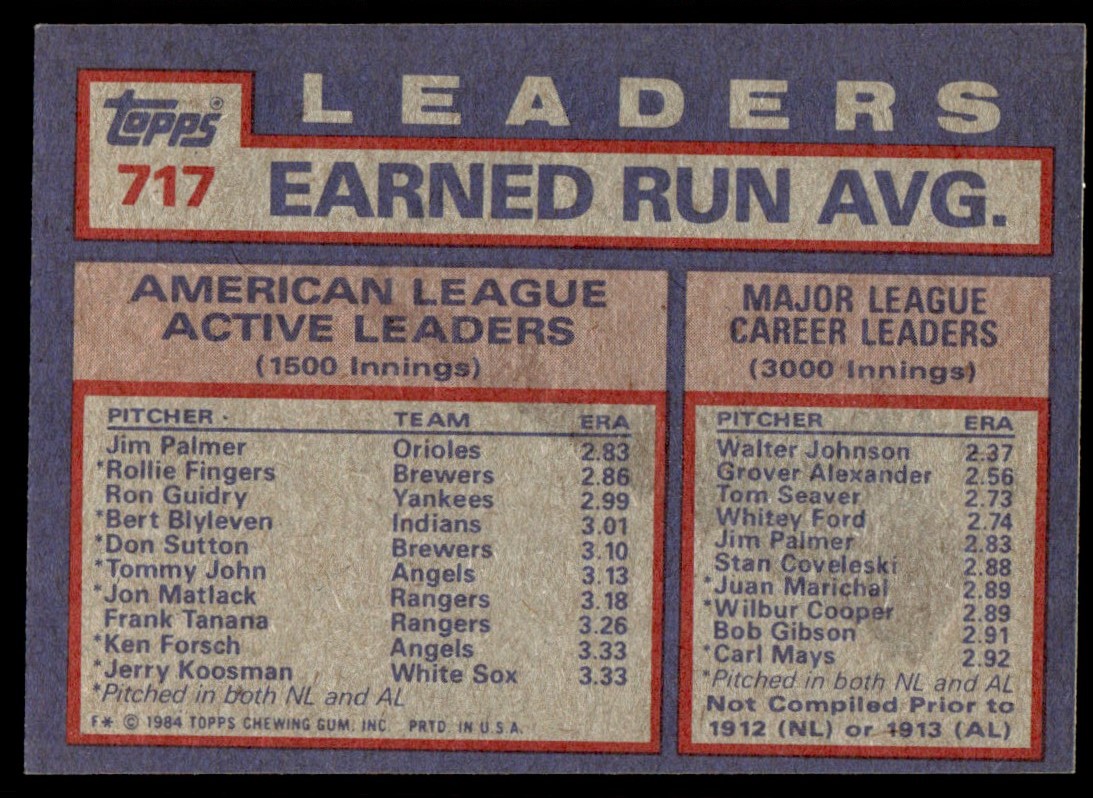 LEADERS
Topps
717
EARNED RUN AVG.
AMERICAN LEAGUE
ACTIVE LEADERS
(1500 Innings)
PITCHER TEAM ERA
Jim Palmer Orioles 2.83
*Rollie Fingers Brewers 2.86
Ron Guidry Yankees 2.99
*Bert Blyleven Indians 3.01
*Don Sutton Brewers 3.10
*Tommy John Angels 3.13
*Jon Matlack Rangers 3.18
Frank Tanana Rangers 3.26
*Ken Forsch Angels 3.33
*Jerry Koosman White Sox 3.33
*Pitched in both NL and AL
F* © 1984 TOPPS CHEWING GUM, INC. PRTD. IN U.S.A.
MAJOR LEAGUE
CAREER LEADERS
(3000 Innings)
PITCHER ERA
Walter Johnson 2.37
Grover Alexander 2.56
Tom Seaver 2.73
Whitey Ford 2.74
Jim Palmer 2.83
Stan Coveleski 2.88
*Juan Marichal 2.89
*Wilbur Cooper 2.89
Bob Gibson 2.91
*Carl Mays 2.92
*Pitched in both NL and AL
Not Compiled Prior to
1912 (NL) or 1913 (AL)